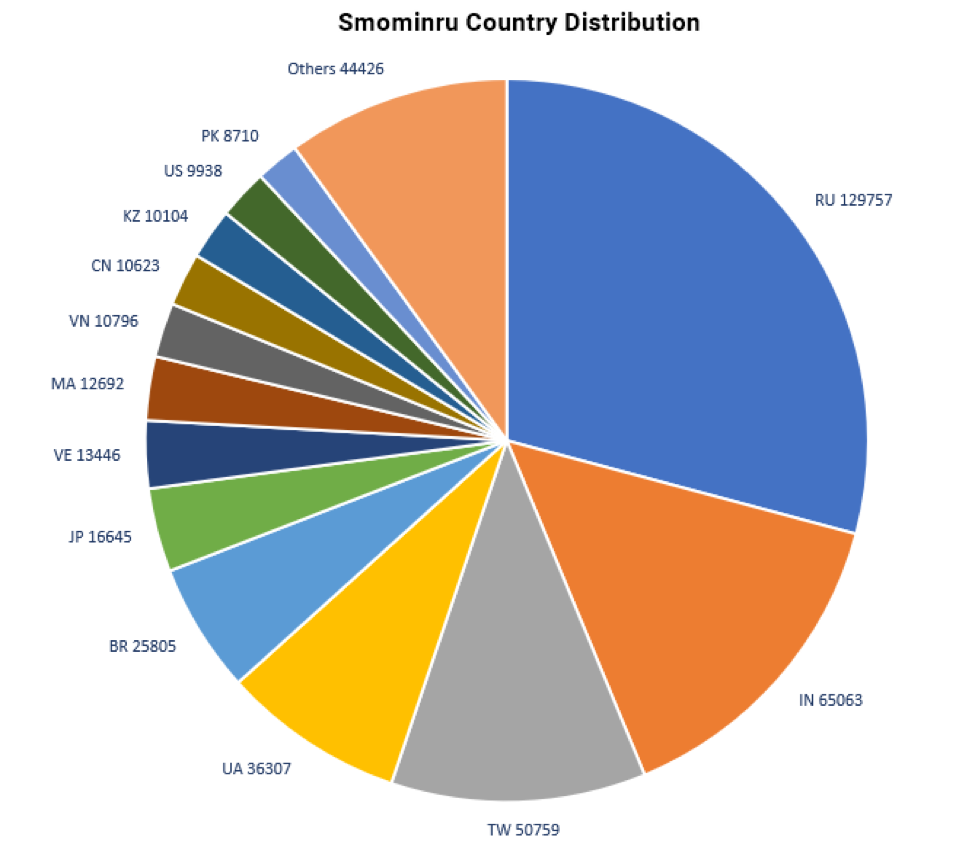 Smominru Country Distribution
Others 44426
PK 8710
US 9938
KZ 10104
CN 10623
VN 10796
MA 12692
VE 13446
JP 16645
BR 25805
UA 36307
TW 50759
IN 65063
RU 129757